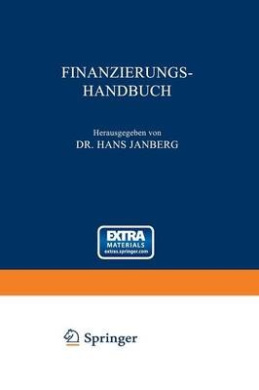 FINANZIERUNGS-
HANDBUCH
Herausgegeben von
DR. HANS JANBERG
EXTRA
MATERIALS
extras.springer.com
Springer